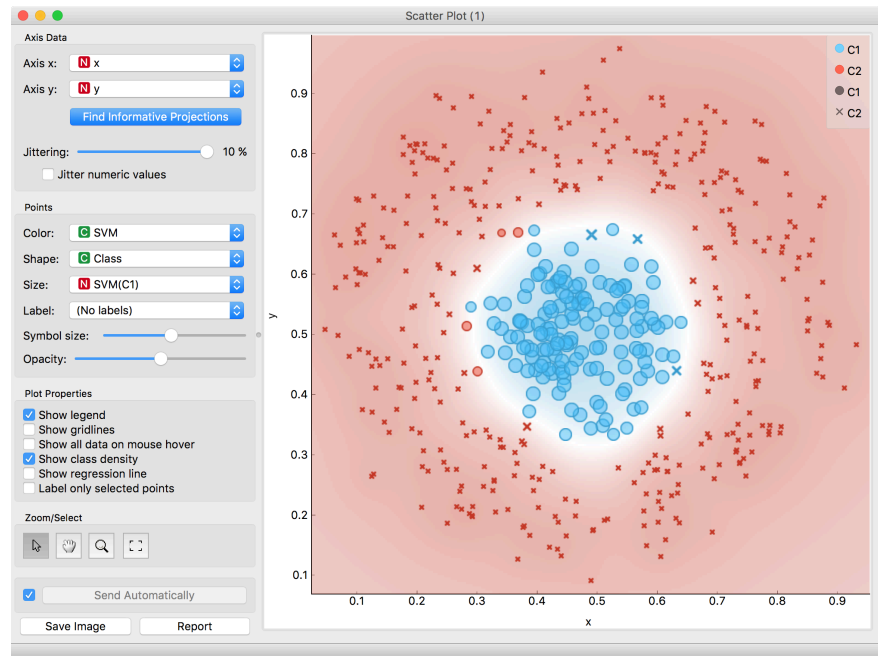 Scatter Plot (1)
Axis Data
Axis x: N x
Axis y: N y
Find Informative Projections
Jittering: 10 %
Jitter numeric values
Points
Color: C SVM
Shape: C Class
Size: N SVM(C1)
Label: (No labels)
Symbol size:
Opacity:
Plot Properties
Show legend
Show gridlines
Show all data on mouse hover
Show class density
Show regression line
Label only selected points
Zoom/Select
Send Automatically
Save Image Report
y
0.9
0.8
0.7
0.6
0.5
0.4
0.3
0.2
0.1
0.1 0.2 0.3 0.4 0.5 0.6 0.7 0.8 0.9
x
C1
C2
C1
C2